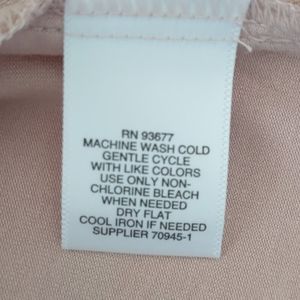 RN 93677
MACHINE WASH COLD
GENTLE CYCLE
WITH LIKE COLORS
USE ONLY NON-
CHLORINE BLEACH
WHEN NEEDED
DRY FLAT
COOL IRON IF NEEDED
SUPPLIER 70945-1